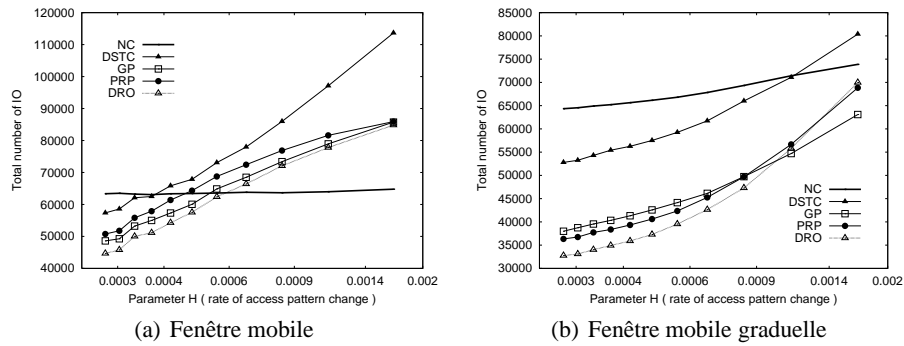 120000
110000
100000
90000
80000
70000
60000
50000
40000
Total number of IO
NC
DSTC
GP
PRP
DRO
0.0003 0.0004 0.0006 0.0009 0.0014 0.002
Parameter H ( rate of access pattern change )
(a) Fenêtre mobile
85000
80000
75000
70000
65000
60000
55000
50000
45000
40000
35000
30000
Total number of IO
NC
DSTC
GP
PRP
DRO
0.0003 0.0004 0.0006 0.0009 0.0014 0.002
Parameter H ( rate of access pattern change )
(b) Fenêtre mobile graduelle